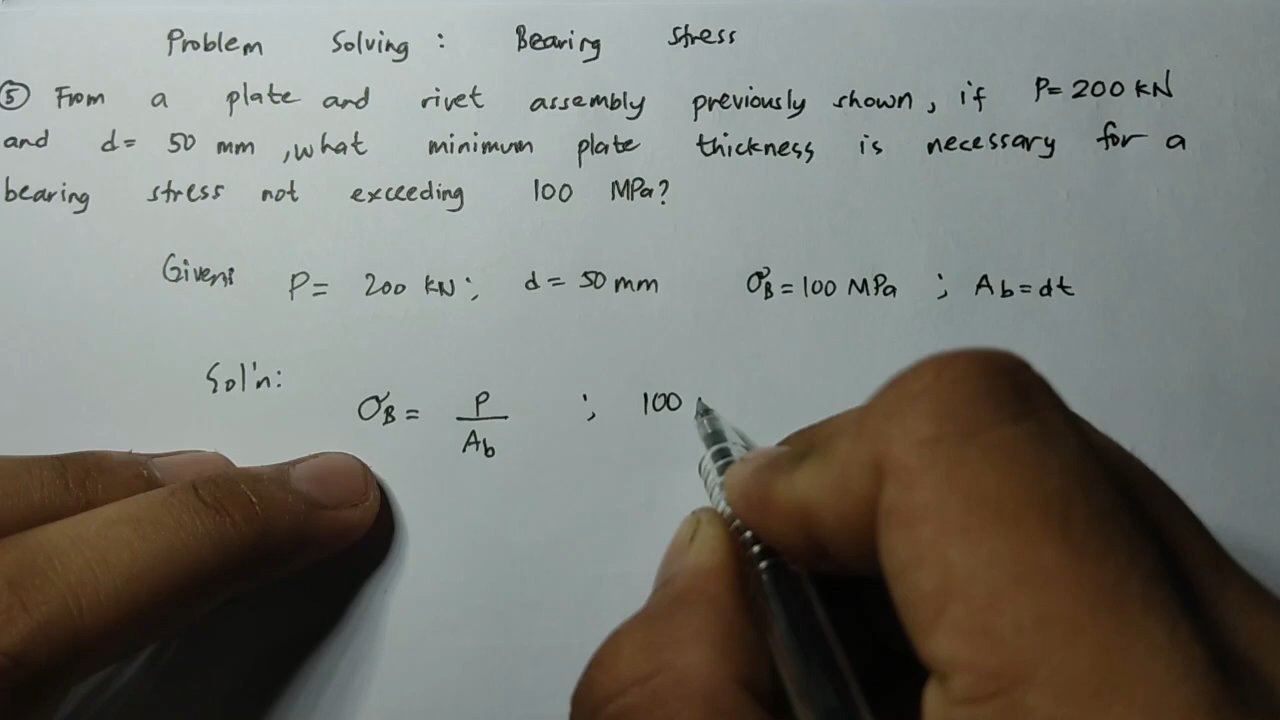 Problem Solving : Bearing stress
⑤ From a plate and rivet assembly previously shown, if P= 200 kN
and d= 50 mm, what minimum plate thickness is necessary for a
bearing stress not exceeding 100 MPa?
Given: P= 200 kN; d= 50 mm σB = 100 MPa ; Ab=dt
Sol'n:
σB = P/Ab ; 100